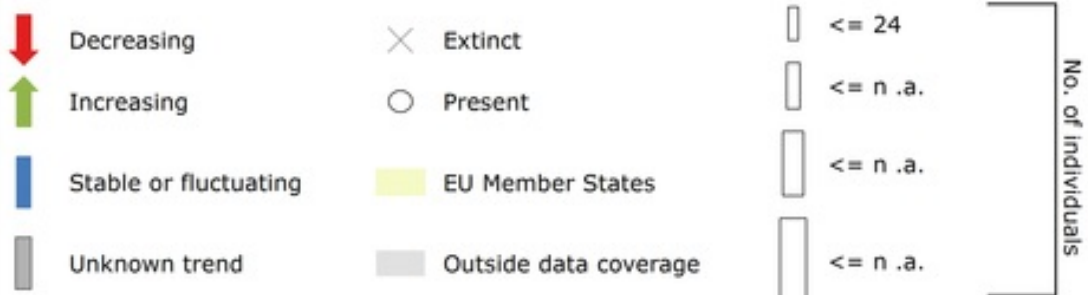 Decreasing
Increasing
Stable or fluctuating
Unknown trend
Extinct
Present
EU Member States
Outside data coverage
<= 24
<= n .a.
<= n .a.
<= n .a.
No. of individuals